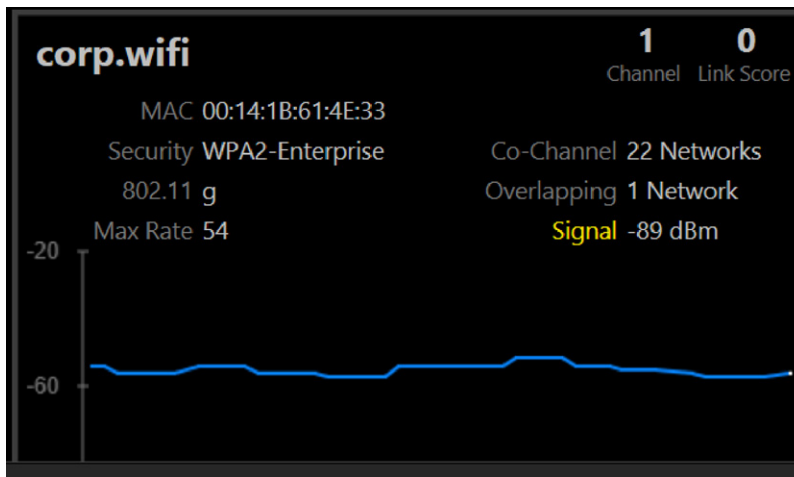 corp.wifi
1 0
Channel Link Score
MAC 00:14:1B:61:4E:33
Security WPA2-Enterprise Co-Channel 22 Networks
802.11 g Overlapping 1 Network
Max Rate 54 Signal -89 dBm
-20
-60